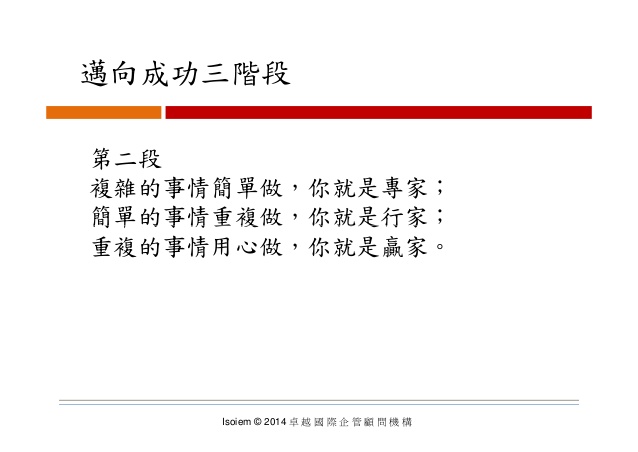 邁向成功三階段
第二段
複雜的事情簡單做，你就是專家；
簡單的事情重複做，你就是行家；
重複的事情用心做，你就是贏家。
Isoiem © 2014 卓越國際企管顧問機構